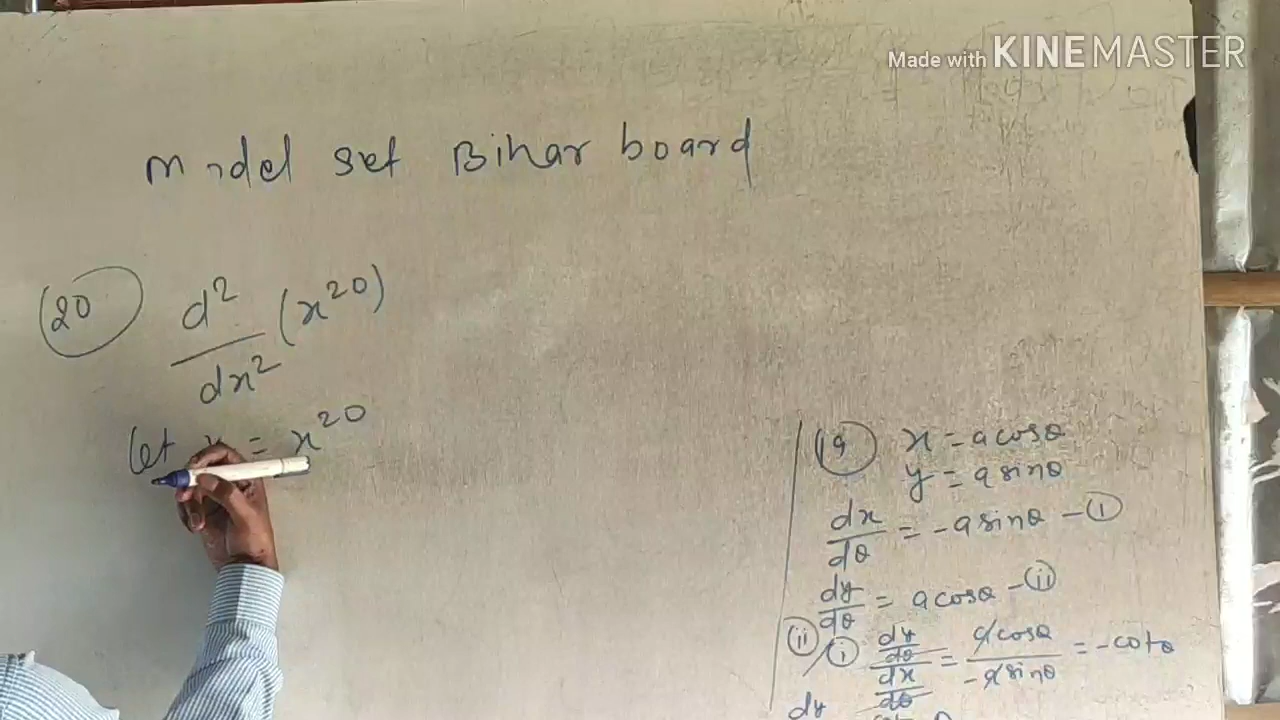 Made with KINEMASTER
Model set Bihar board
(20) d²/dx² (x²⁰)
let y = x²⁰
(19) x = a cosθ
y = a sinθ
dx/dθ = -a sinθ - (i)
dy/dθ = a cosθ - (ii)
(ii)/(i) (dy/dθ)/(dx/dθ) = a cosθ/-a sinθ = -cotθ
dy